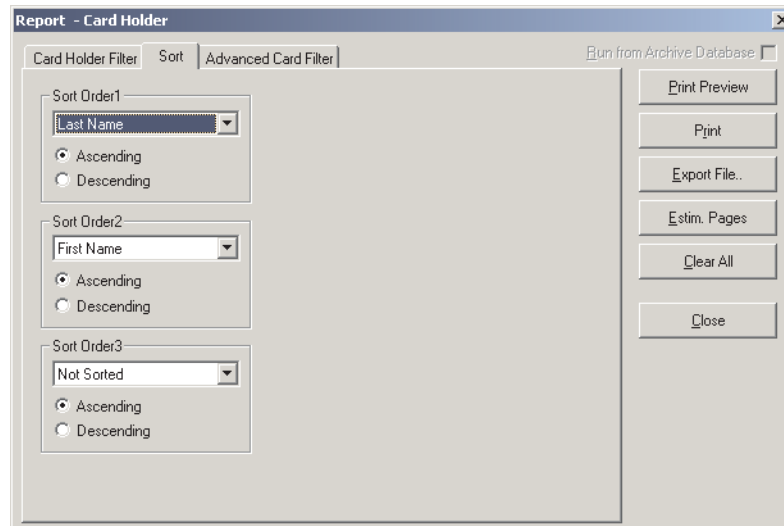 Report - Card Holder
Card Holder Filter Sort Advanced Card Filter Run from Archive Database
Sort Order1
Last Name
Ascending
Descending
Sort Order2
First Name
Ascending
Descending
Sort Order3
Not Sorted
Ascending
Descending
Print Preview
Print
Export File..
Estim. Pages
Clear All
Close